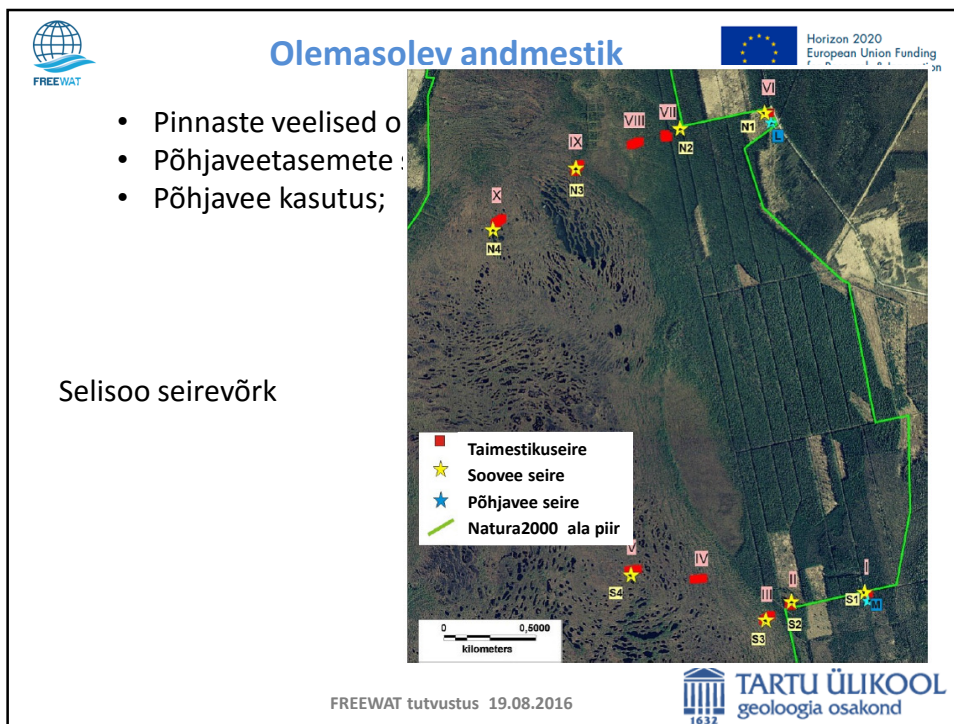 FREEWAT
Olemasolev andmestik
Horizon 2020
European Union Funding
• Pinnaste veelised o
• Põhjaveetasemete s
• Põhjavee kasutus;
Selisoo seirevõrk
VI
N1
L
VII
VIII
N2
IX
N3
X
N4
Taimestikuseire
Soovee seire
Põhjavee seire
Natura2000 ala piir
V
IV
S4
III
II
I
S1
M
S2
S3
0 0,5000
kilometers
FREEWAT tutvustus 19.08.2016
1632
TARTU ÜLIKOOL
geoloogia osakond